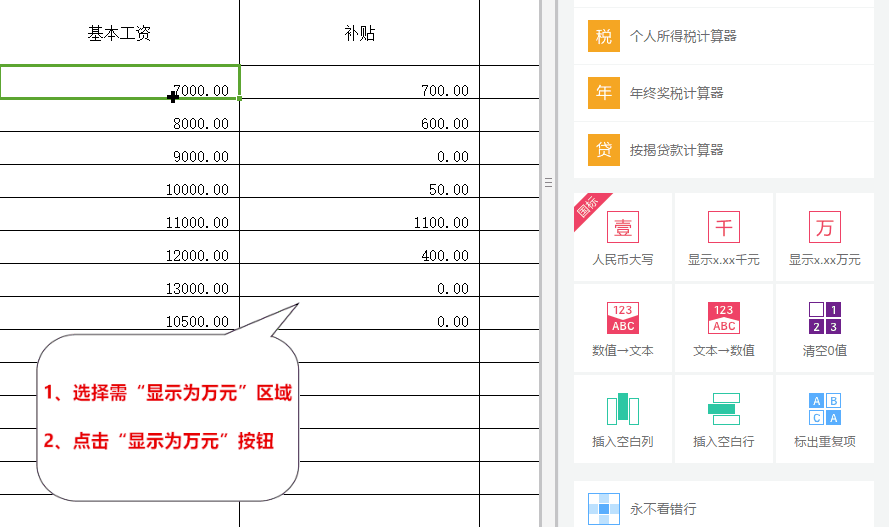 基本工资 补贴
7000.00 700.00
8000.00 600.00
9000.00 0.00
10000.00 50.00
11000.00 1100.00
12000.00 400.00
13000.00 0.00
10500.00 0.00
1、选择需“显示为万元”区域
2、点击“显示为万元”按钮
税 个人所得税计算器
年 年终奖税计算器
贷 按揭贷款计算器
国标
壹 千 万
人民币大写 显示x.xx千元 显示x.xx万元
123 123 1
ABC ABC 2 3
数值→文本 文本→数值 清空0值
A B
C A
插入空白列 插入空白行 标出重复项
永不看错行